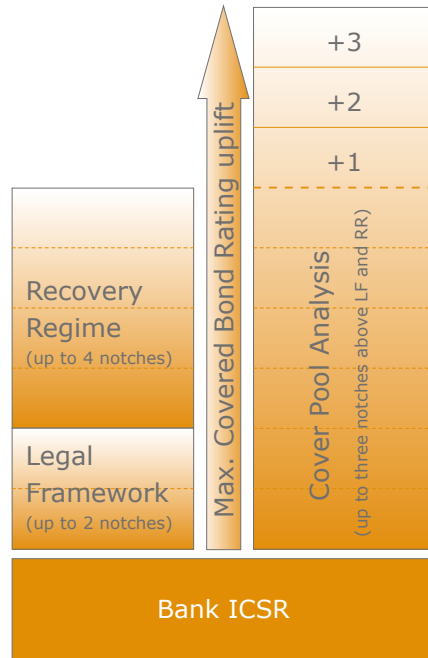 +3
+2
+1
Recovery
Regime
(up to 4 notches)
Legal
Framework
(up to 2 notches)
Max. Covered Bond Rating uplift
Cover Pool Analysis
(up to three notches above LF and RR)
Bank ICSR